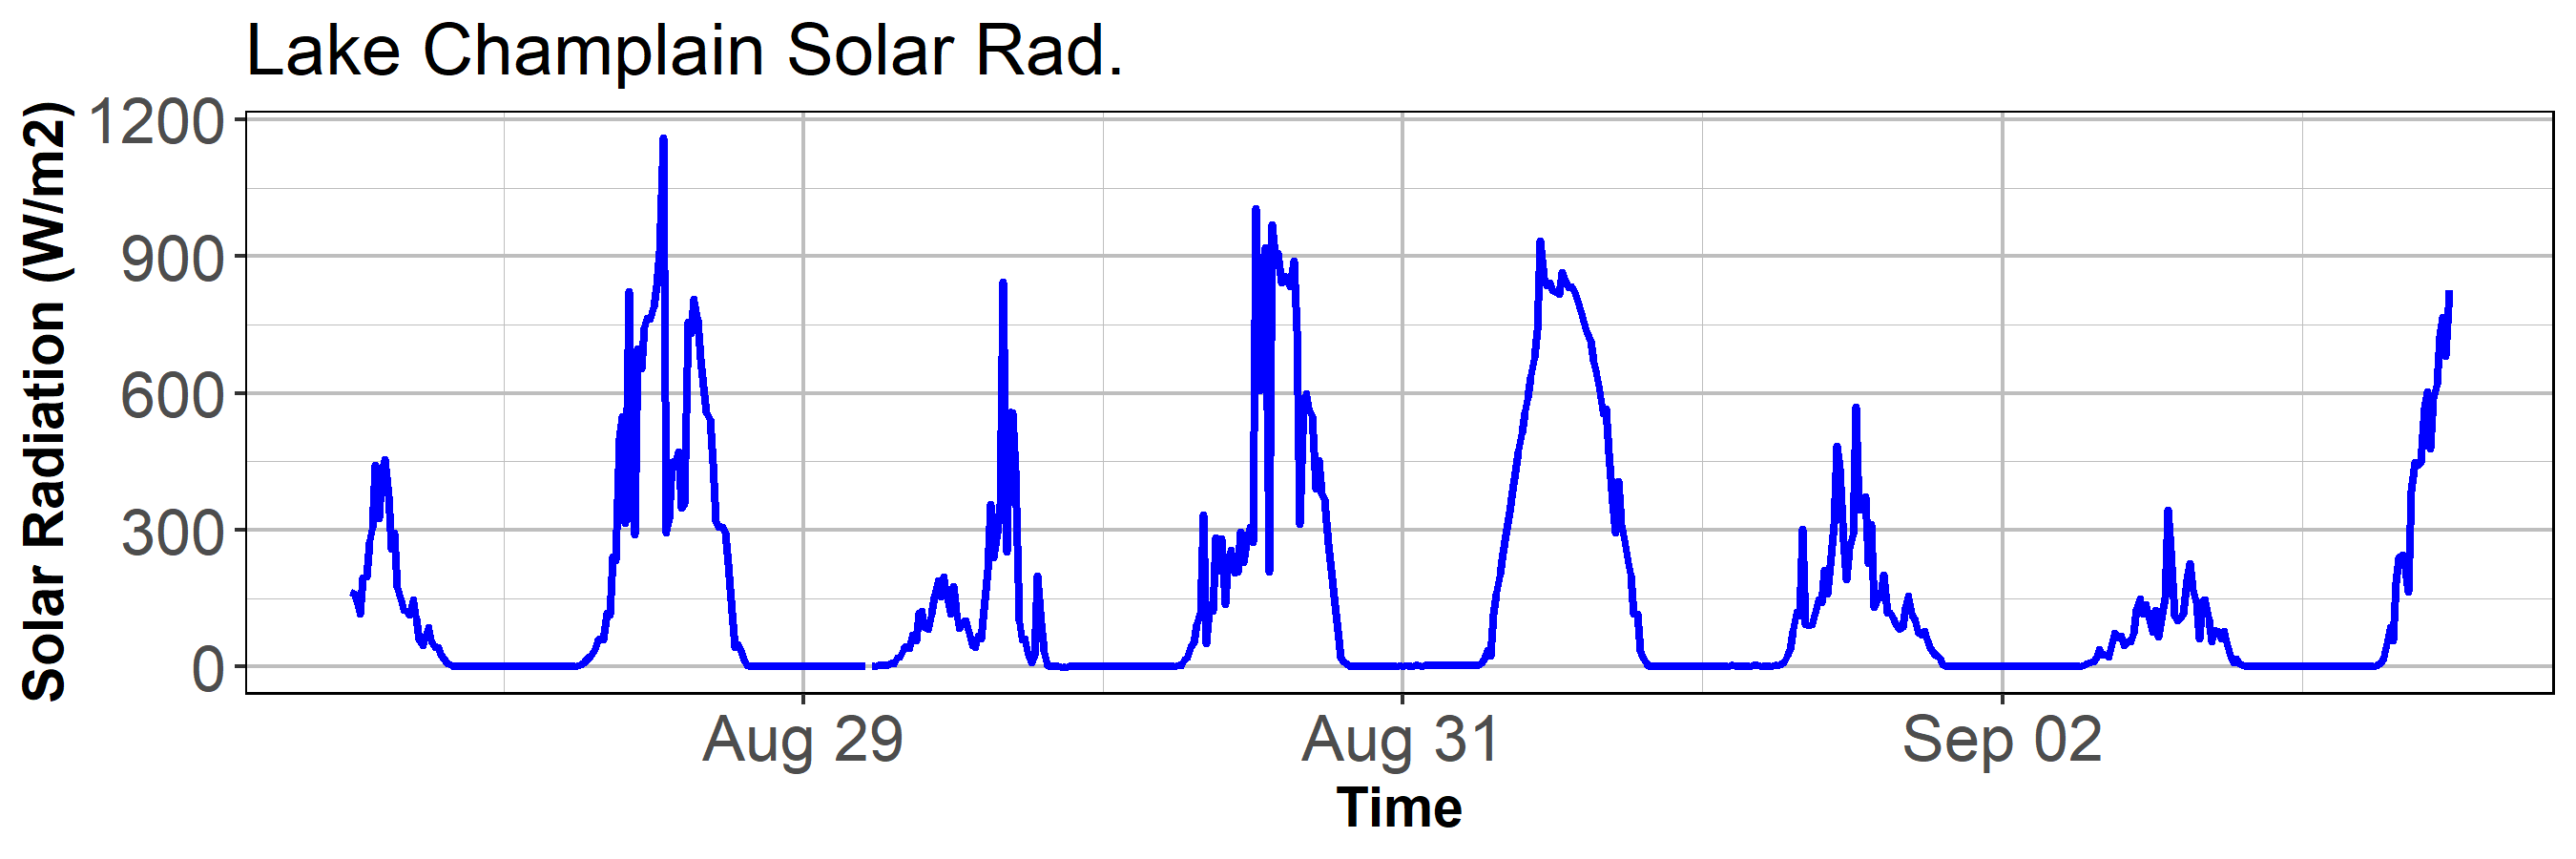 Lake Champlain Solar Rad.
Solar Radiation (W/m2)
1200
900
600
300
0
Aug 29 Aug 31 Sep 02
Time